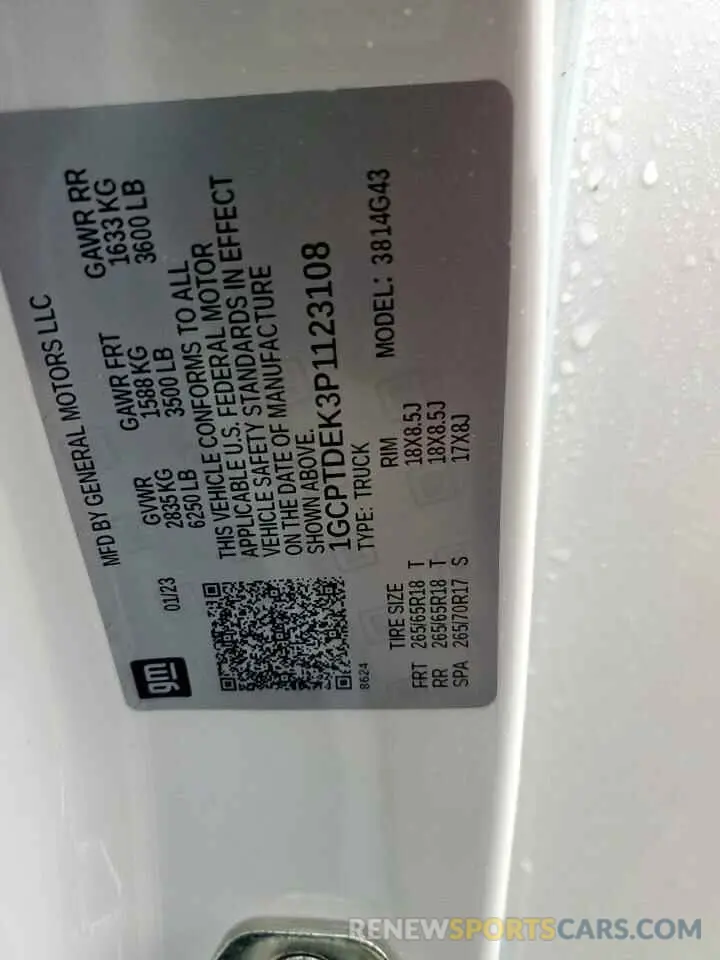 MFD BY GENERAL MOTORS LLC
gm
01/23
GVWR
2835 KG
6250 LB
GAWR FRT
1588 KG
3500 LB
GAWR RR
1633 KG
3600 LB
THIS VEHICLE CONFORMS TO ALL
APPLICABLE U.S. FEDERAL MOTOR
VEHICLE SAFETY STANDARDS IN EFFECT
ON THE DATE OF MANUFACTURE
SHOWN ABOVE.
1GCPTDEK3P1123108
8624
TYPE: TRUCK
MODEL: 3814G43
TIRE SIZE RIM
FRT 265/65R18 T 18X8.5J
RR 265/65R18 T 18X8.5J
SPA 265/70R17 S 17X8J
RENEWSPORTSCARS.COM